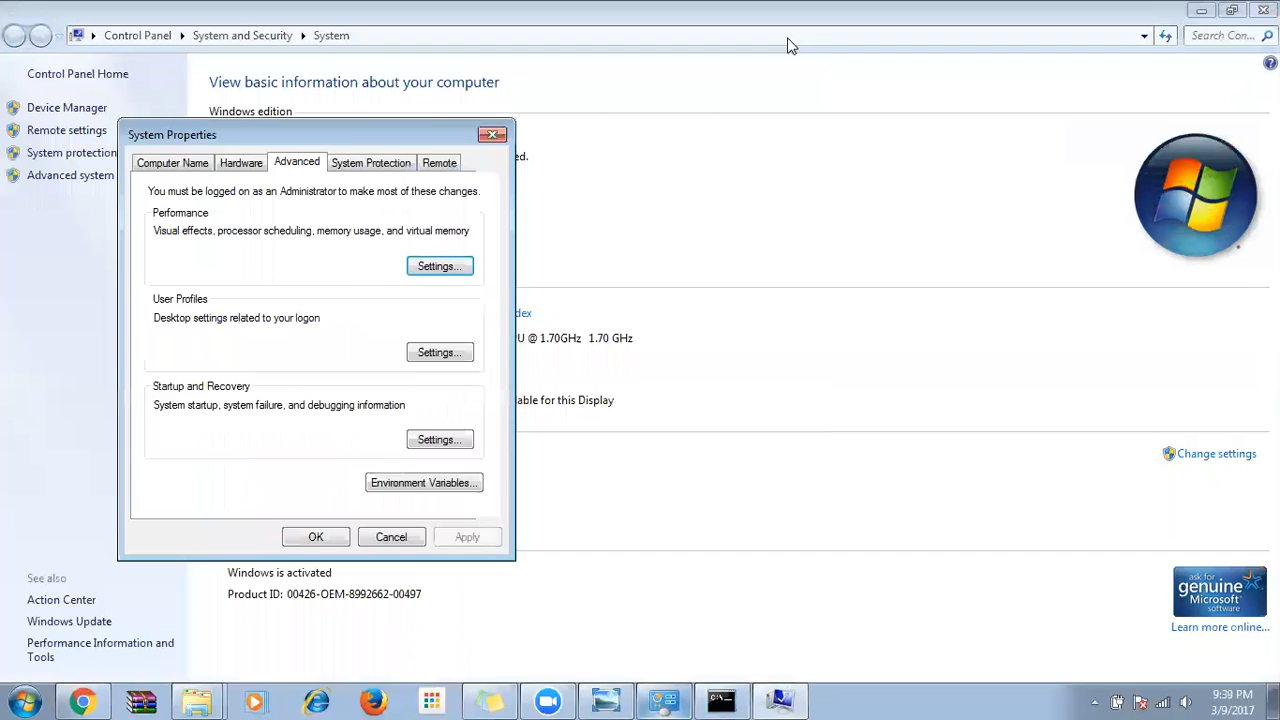 Control Panel System and Security System
Search Con...
Control Panel Home
Device Manager
Remote settings
System protection
Advanced system
View basic information about your computer
Windows edition
System Properties
Computer Name Hardware Advanced System Protection Remote
You must be logged on as an Administrator to make most of these changes.
Performance
Visual effects, processor scheduling, memory usage, and virtual memory
Settings...
User Profiles
Desktop settings related to your logon
Settings...
Startup and Recovery
System startup, system failure, and debugging information
Settings...
Environment Variables...
OK Cancel Apply
ed.
dex
U @ 1.70GHz 1.70 GHz
able for this Display
Change settings
Windows is activated
Product ID: 00426-OEM-8992662-00497
ask for
genuine
Microsoft
software
Learn more online...
See also
Action Center
Windows Update
Performance Information and
Tools
C:\
9:39 PM
3/9/2017